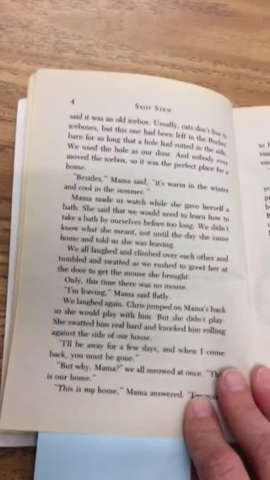 4
SNOT STEW
said it was an old icebox. Usually, cats don't live in
iceboxes, but this one had been left in the
barn for so long that a hole had rusted in the side.
We used the hole as our door. And nobody ever
moved the icebox, so it was the perfect place for a
home.
"Besides," Mama said, "it's warm in the winter
and cool in the summer."
Mama made us watch while she gave herself a
bath. She said that we would need to learn how to
take a bath by ourselves before too long. We didn't
know what she meant, not until the day she came
home and told us she was leaving.
We all laughed and climbed over each other and
tumbled and swatted as we rushed to greet her at
the door to get the mouse she brought.
Only, this time there was no mouse.
"I'm leaving," Mama said flatly.
We laughed again. Chris jumped on Mama's back
so she would play with him. But she didn't play.
She swatted him real hard and knocked him rolling
against the side of our house.
"I'll be away for a few days, and when I come
back, you must be gone."
"But why, Mama?" we all meowed at once.
is our home."
"This is my home," Mama answered.